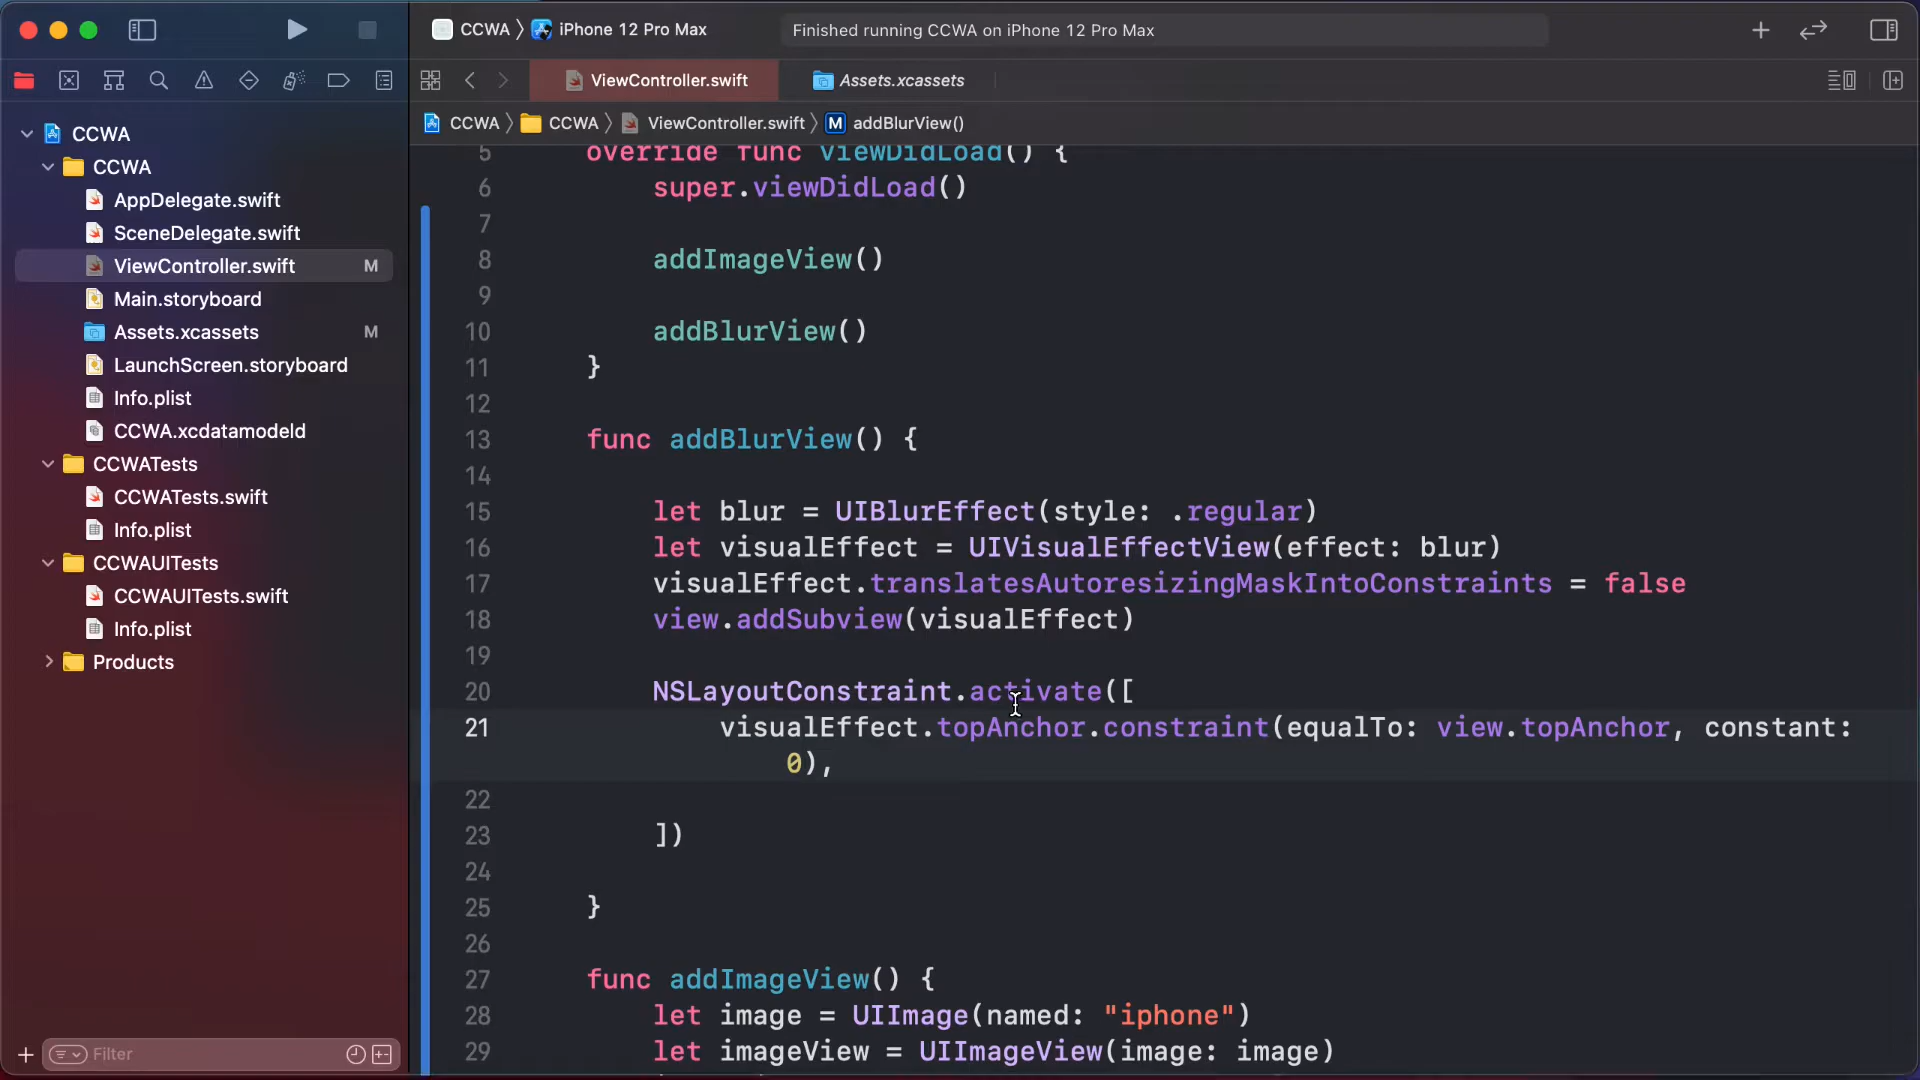 CCWA
iPhone 12 Pro Max
Finished running CCWA on iPhone 12 Pro Max
ViewController.swift
Assets.xcassets
CCWA
CCWA
ViewController.swift
M
addBlurView()
CCWA
CCWA
AppDelegate.swift
SceneDelegate.swift
ViewController.swift M
Main.storyboard
Assets.xcassets M
LaunchScreen.storyboard
Info.plist
CCWA.xcdatamodeld
CCWATests
CCWATests.swift
Info.plist
CCWAUITests
CCWAUITests.swift
Info.plist
Products
Filter
5 override func viewDidLoad() {
6 super.viewDidLoad()
7
8 addImageView()
9
10 addBlurView()
11 }
12
13 func addBlurView() {
14
15 let blur = UIBlurEffect(style: .regular)
16 let visualEffect = UIVisualEffectView(effect: blur)
17 visualEffect.translatesAutoresizingMaskIntoConstraints = false
18 view.addSubview(visualEffect)
19
20 NSLayoutConstraint.activate([
21 visualEffect.topAnchor.constraint(equalTo: view.topAnchor, constant:
0),
22
23 ])
24
25 }
26
27 func addImageView() {
28 let image = UIImage(named: "iphone")
29 let imageView = UIImageView(image: image)